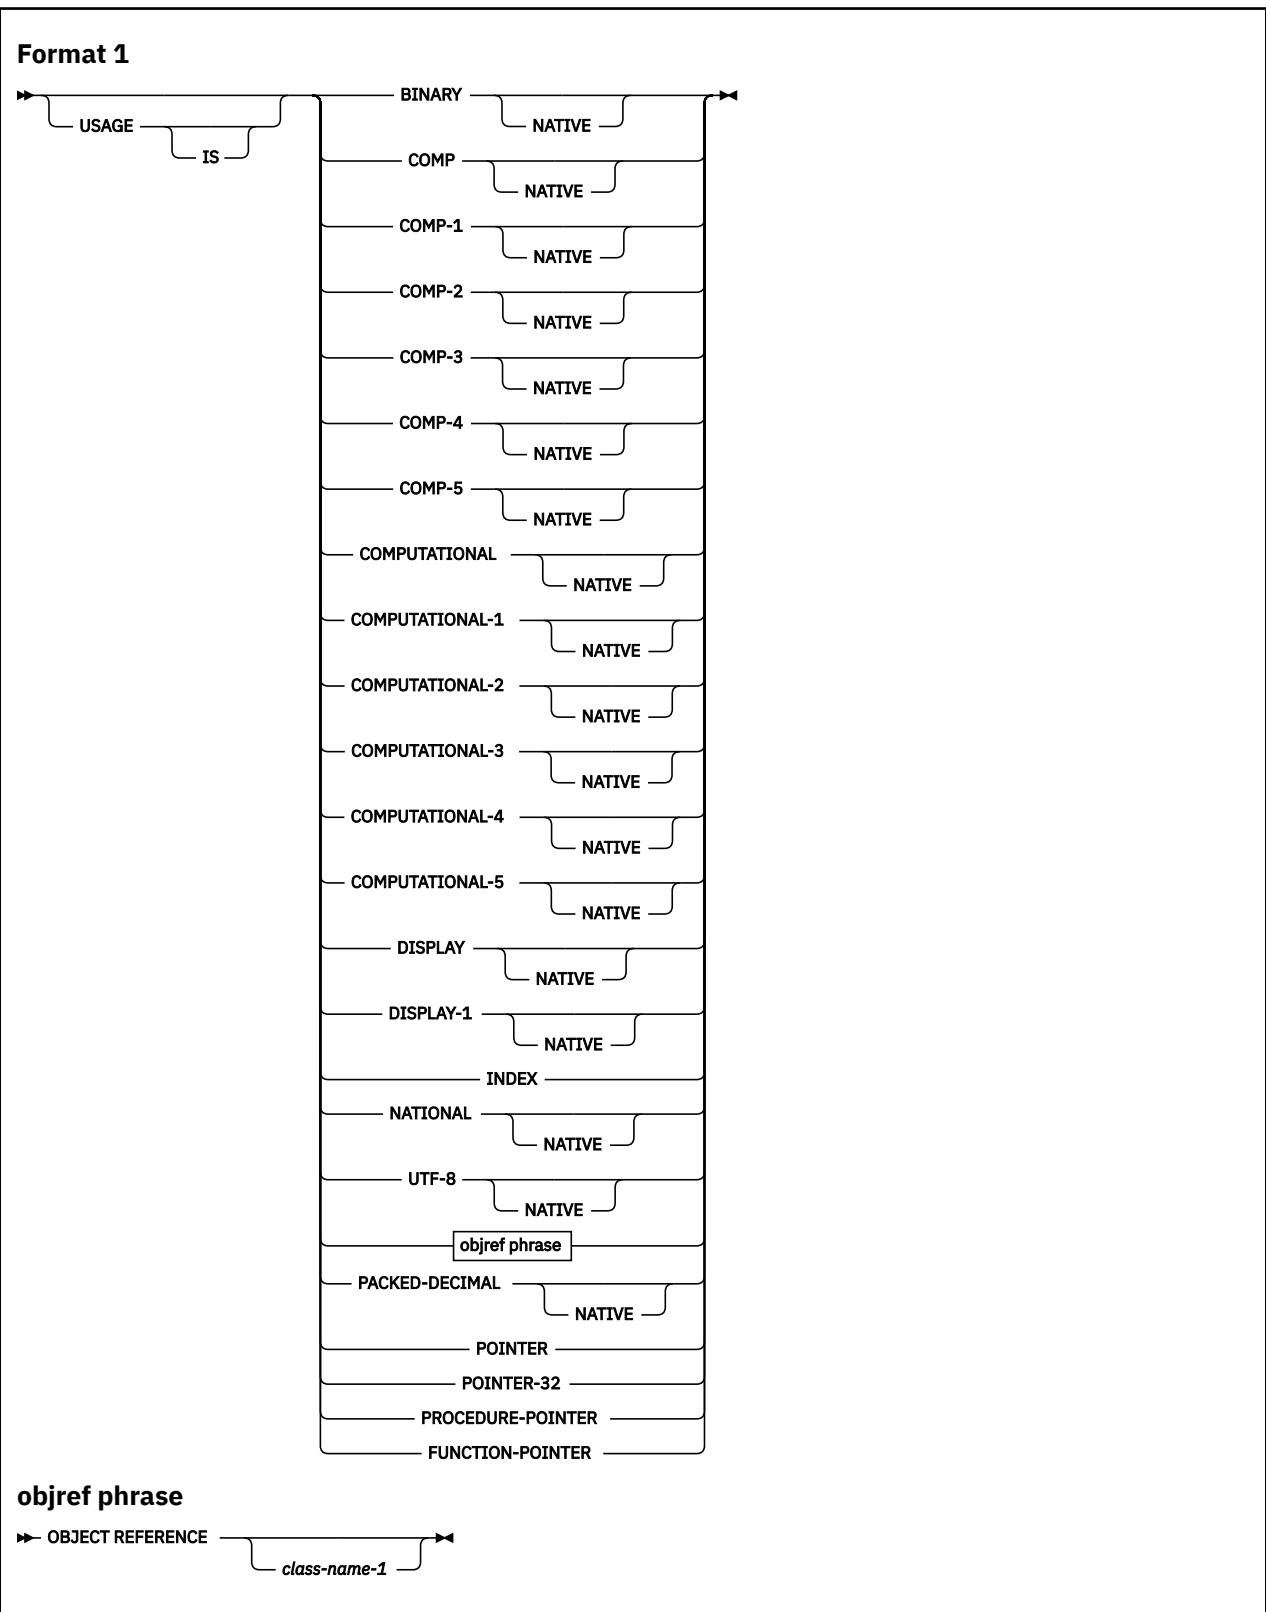 Format 1
BINARY
USAGE NATIVE
IS COMP
NATIVE
COMP-1
NATIVE
COMP-2
NATIVE
COMP-3
NATIVE
COMP-4
NATIVE
COMP-5
NATIVE
COMPUTATIONAL
NATIVE
COMPUTATIONAL-1
NATIVE
COMPUTATIONAL-2
NATIVE
COMPUTATIONAL-3
NATIVE
COMPUTATIONAL-4
NATIVE
COMPUTATIONAL-5
NATIVE
DISPLAY
NATIVE
DISPLAY-1
NATIVE
INDEX
NATIONAL
NATIVE
UTF-8
NATIVE
objref phrase
PACKED-DECIMAL
NATIVE
POINTER
POINTER-32
PROCEDURE-POINTER
FUNCTION-POINTER
objref phrase
OBJECT REFERENCE
class-name-1